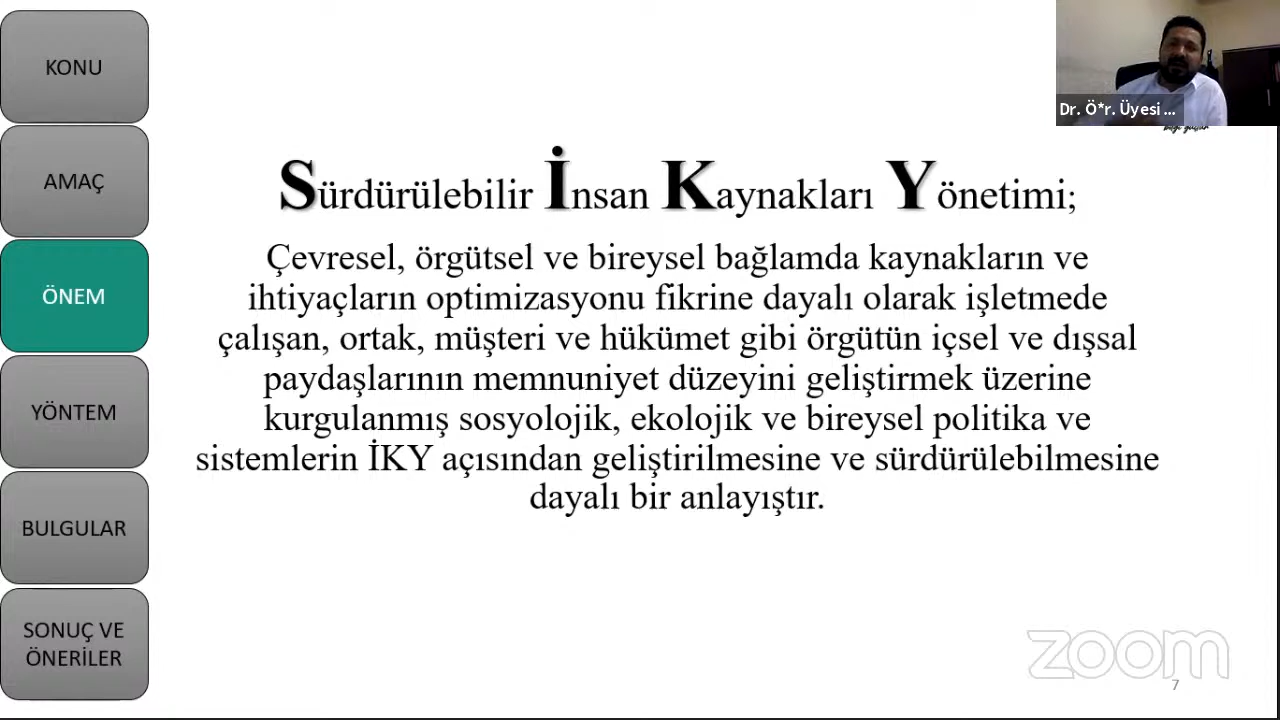 KONU
AMAÇ
ÖNEM
YÖNTEM
BULGULAR
SONUÇ VE
ÖNERİLER
Dr. Ö*r. Üyesi ...
Sürdürülebilir İnsan Kaynakları Yönetimi;
Çevresel, örgütsel ve bireysel bağlamda kaynakların ve
ihtiyaçların optimizasyonu fikrine dayalı olarak işletmede
çalışan, ortak, müşteri ve hükümet gibi örgütün içsel ve dışsal
paydaşlarının memnuniyet düzeyini geliştirmek üzerine
kurgulanmış sosyolojik, ekolojik ve bireysel politika ve
sistemlerin İKY açısından geliştirilmesine ve sürdürülebilmesine
dayalı bir anlayıştır.
zoom
7